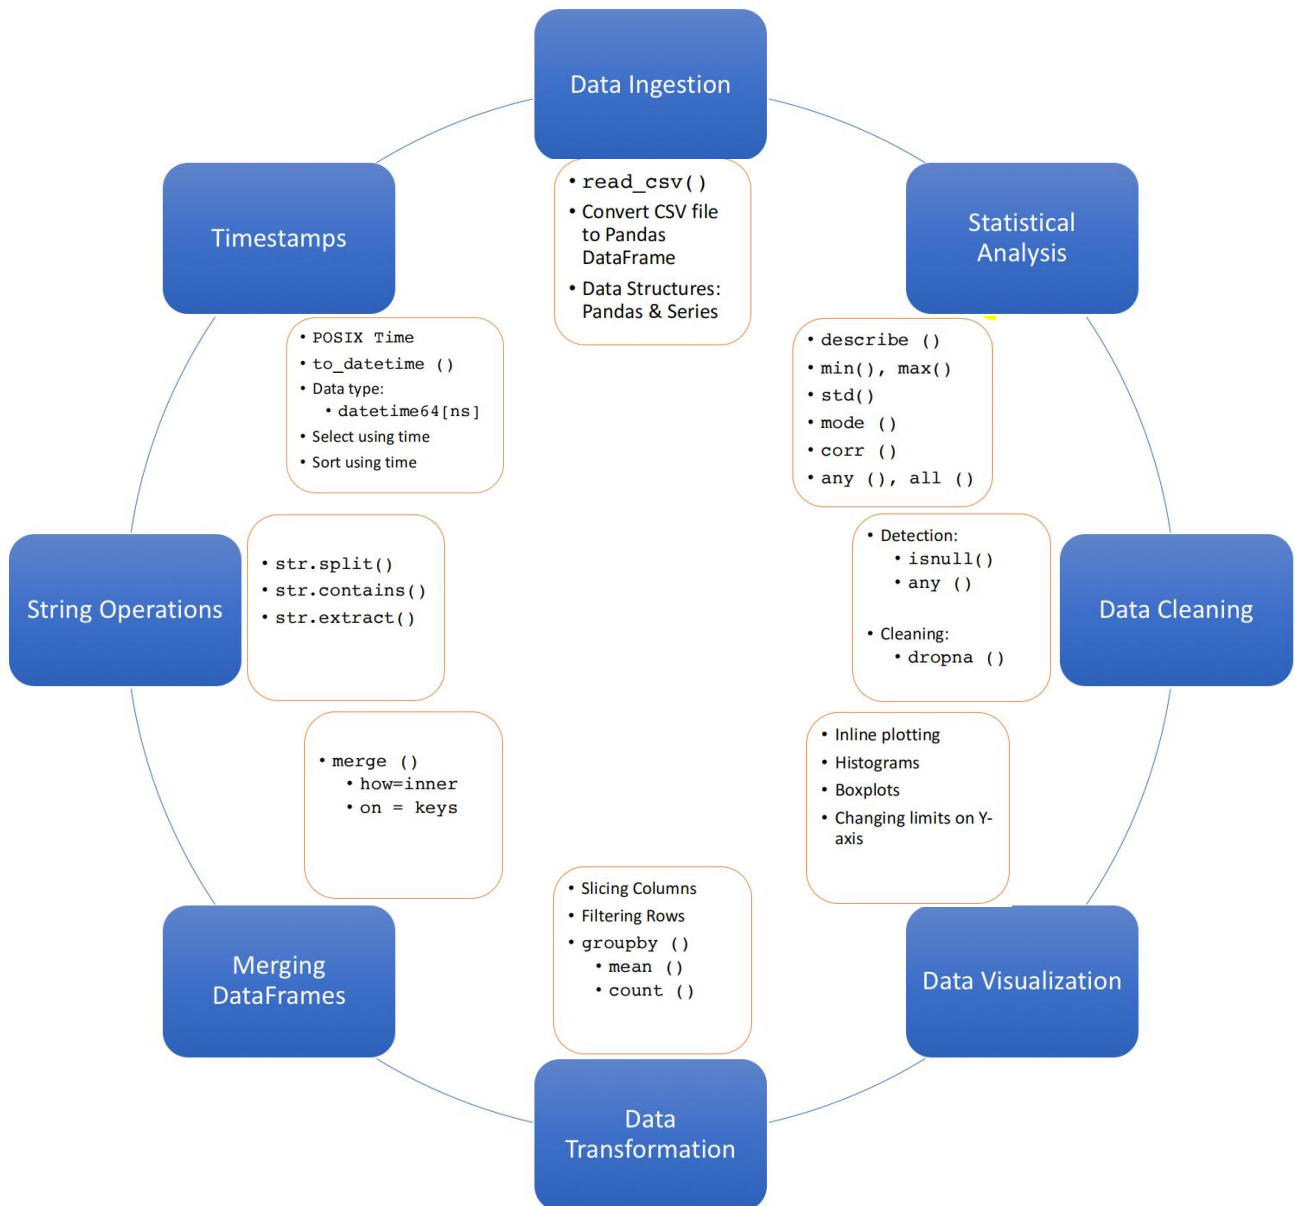 Data Ingestion
• read_csv()
• Convert CSV file
to Pandas
DataFrame
• Data Structures:
Pandas & Series
Statistical
Analysis
• describe ()
• min(), max()
• std()
• mode ()
• corr ()
• any (), all ()
Data Cleaning
• Detection:
• isnull()
• any ()
• Cleaning:
• dropna ()
Data Visualization
• Inline plotting
• Histograms
• Boxplots
• Changing limits on Y-
axis
Data
Transformation
• Slicing Columns
• Filtering Rows
• groupby ()
• mean ()
• count ()
Merging
DataFrames
• merge ()
• how=inner
• on = keys
String Operations
• str.split()
• str.contains()
• str.extract()
Timestamps
• POSIX Time
• to_datetime ()
• Data type:
• datetime64[ns]
• Select using time
• Sort using time